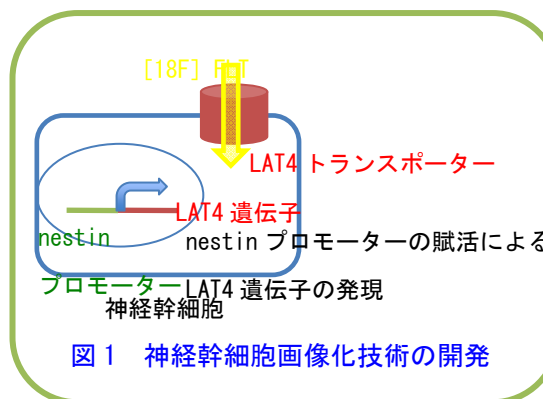 [18F] FLT
LAT4 トランスポーター
LAT4 遺伝子
nestin
nestin プロモーターの賦活による
プロモーター
LAT4 遺伝子の発現
神経幹細胞
図1　神経幹細胞画像化技術の開発